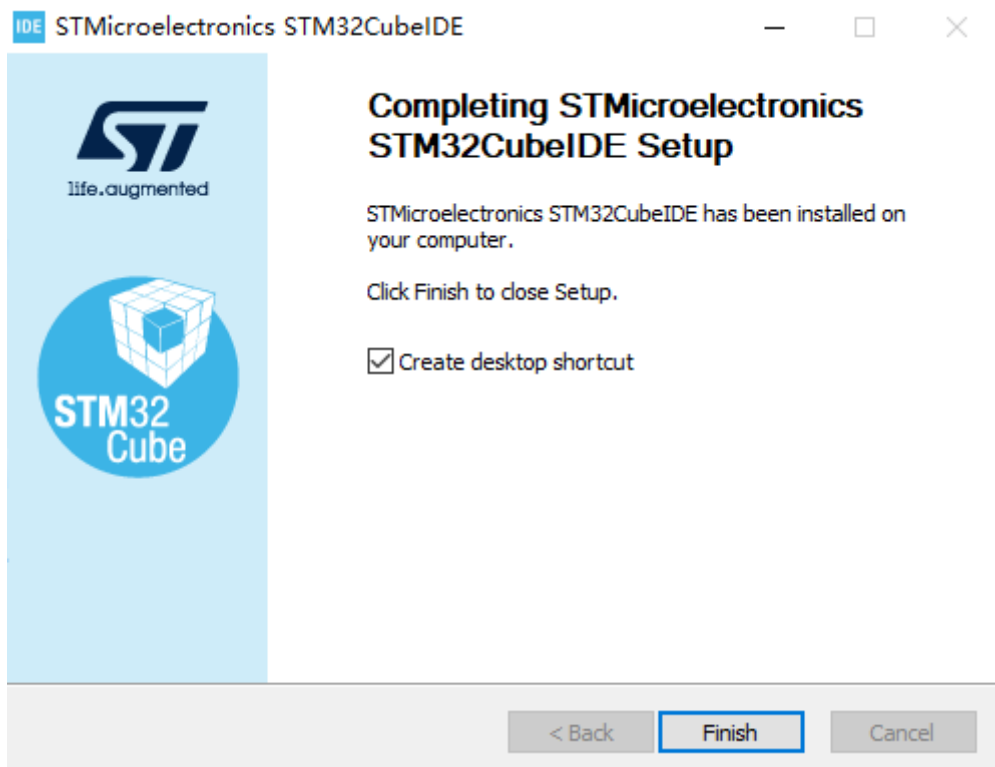 IDE STMicroelectronics STM32CubeIDE
ST
life.augmented
STM32
Cube
Completing STMicroelectronics
STM32CubeIDE Setup
STMicroelectronics STM32CubeIDE has been installed on
your computer.
Click Finish to close Setup.
Create desktop shortcut
< Back
Finish
Cancel